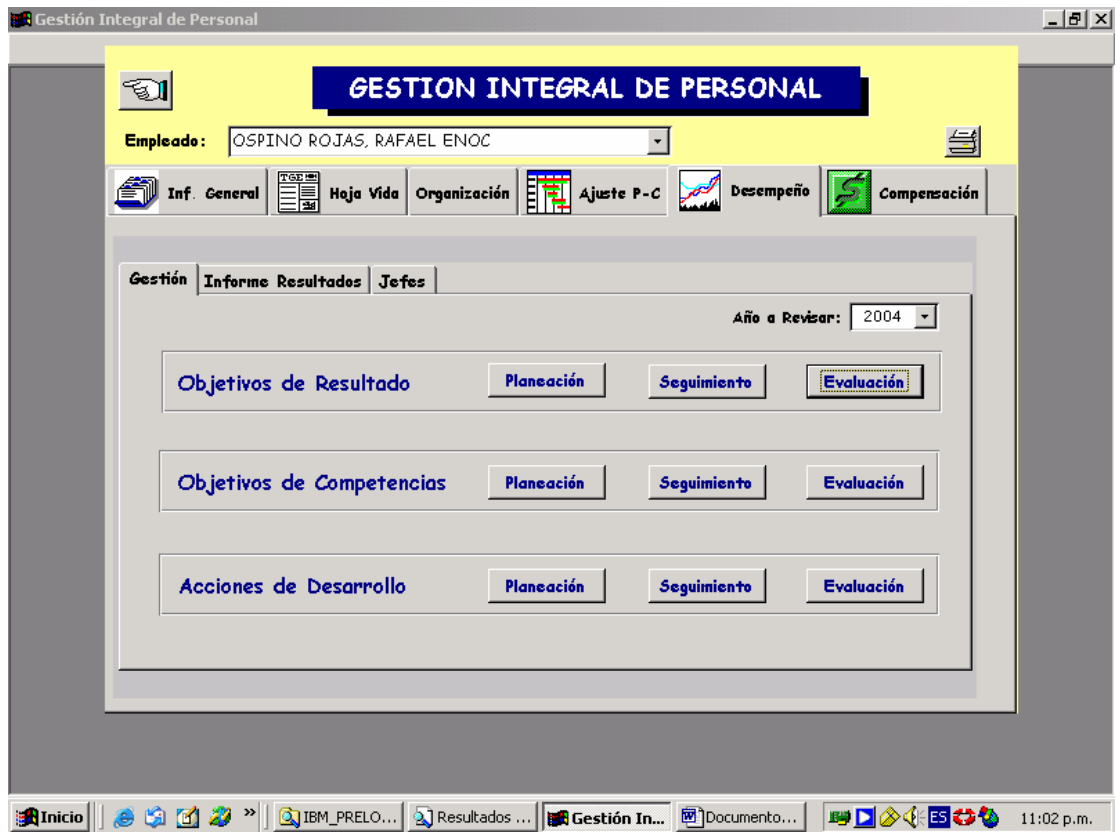 Gestión Integral de Personal
GESTION INTEGRAL DE PERSONAL
Empleado: OSPINO ROJAS, RAFAEL ENOC
Inf. General TGE Hoja Vida Organización Ajuste P-C Desempeño Compensación
Gestión Informe Resultados Jefes
Año a Revisar: 2004
Objetivos de Resultado Planeación Seguimiento Evaluación
Objetivos de Competencias Planeación Seguimiento Evaluación
Acciones de Desarrollo Planeación Seguimiento Evaluación
Inicio » IBM_PRELO... Resultados ... Gestión In... Documento... ES 11:02 p.m.